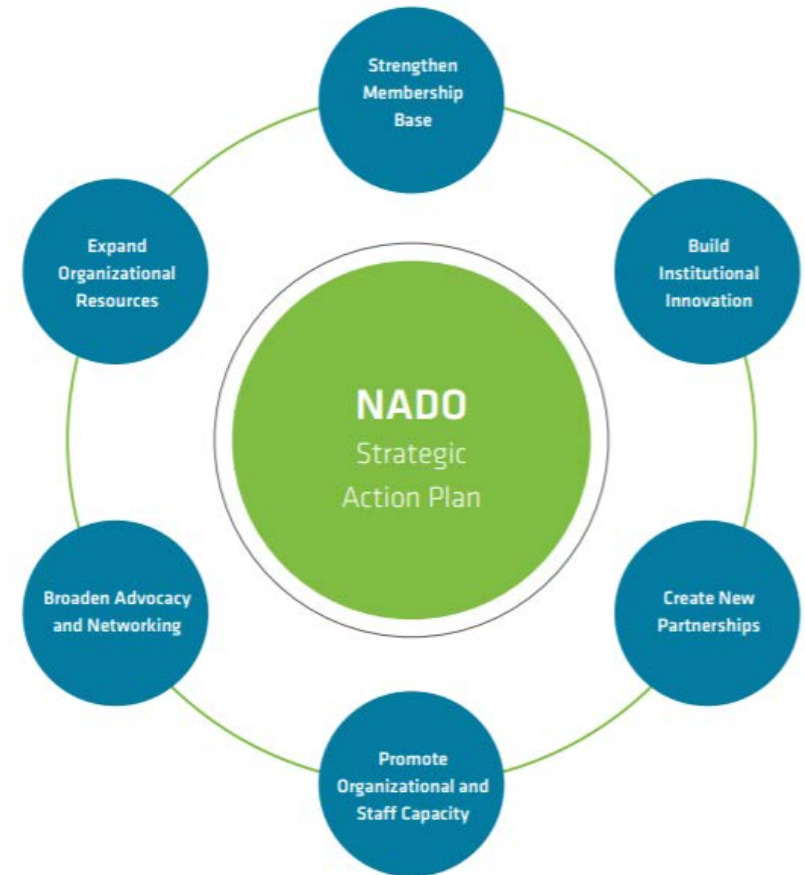 Strengthen
Membership
Base
Build
Institutional
Innovation
Create New
Partnerships
Promote
Organizational and
Staff Capacity
Broaden Advocacy
and Networking
Expand
Organizational
Resources
NADO
Strategic
Action Plan